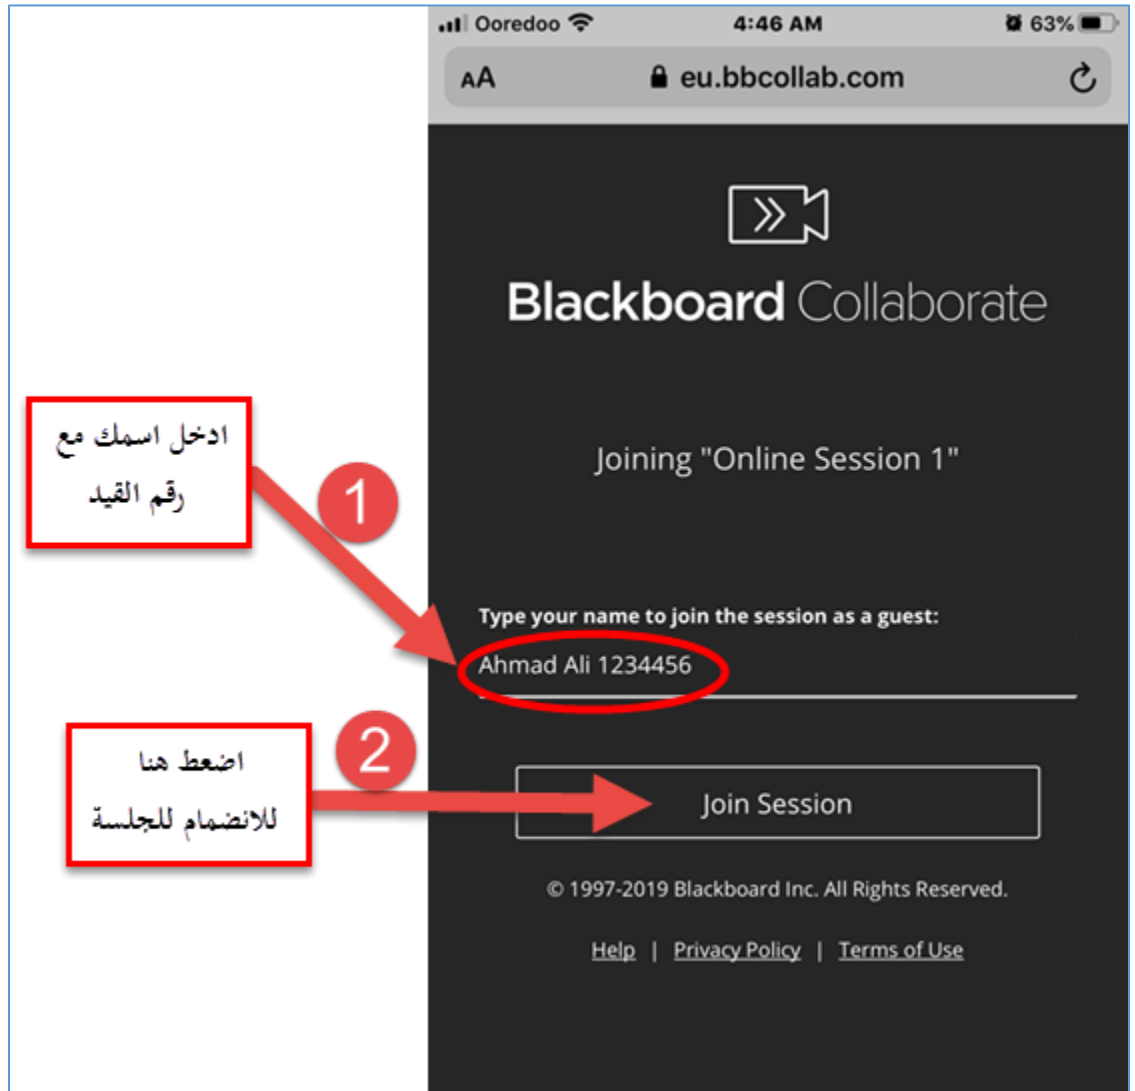 Ooredoo 4:46 AM 63%
AA eu.bbcollab.com
Blackboard Collaborate
Joining "Online Session 1"
ادخل اسمك مع
رقم القيد
1
Type your name to join the session as a guest:
Ahmad Ali 1234456
2
اضعط هنا
للانضمام للجلسة
Join Session
© 1997-2019 Blackboard Inc. All Rights Reserved.
Help | Privacy Policy | Terms of Use